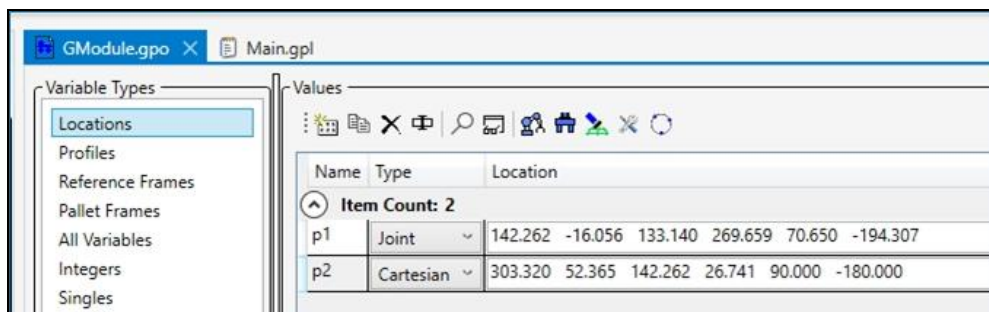 GModule.gpo Main.gpl
Variable Types
Locations
Profiles
Reference Frames
Pallet Frames
All Variables
Integers
Singles
Values
Name Type Location
Item Count: 2
p1 Joint 142.262 -16.056 133.140 269.659 70.650 -194.307
p2 Cartesian 303.320 52.365 142.262 26.741 90.000 -180.000